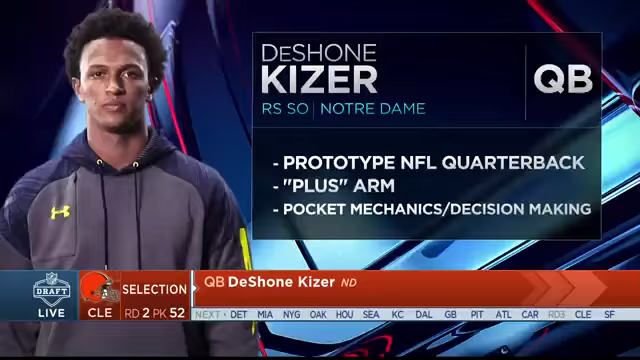 DeSHONE
KIZER
QB
RS SO | NOTRE DAME
- PROTOTYPE NFL QUARTERBACK
- "PLUS" ARM
- POCKET MECHANICS/DECISION MAKING
NFL
DRAFT
LIVE
CLE
SELECTION
RD 2 PK 52
QB DeShone Kizer ND
NEXT DET MIA NYG OAK HOU SEA KC DAL GB PIT ATL CAR RD3 CLE SF